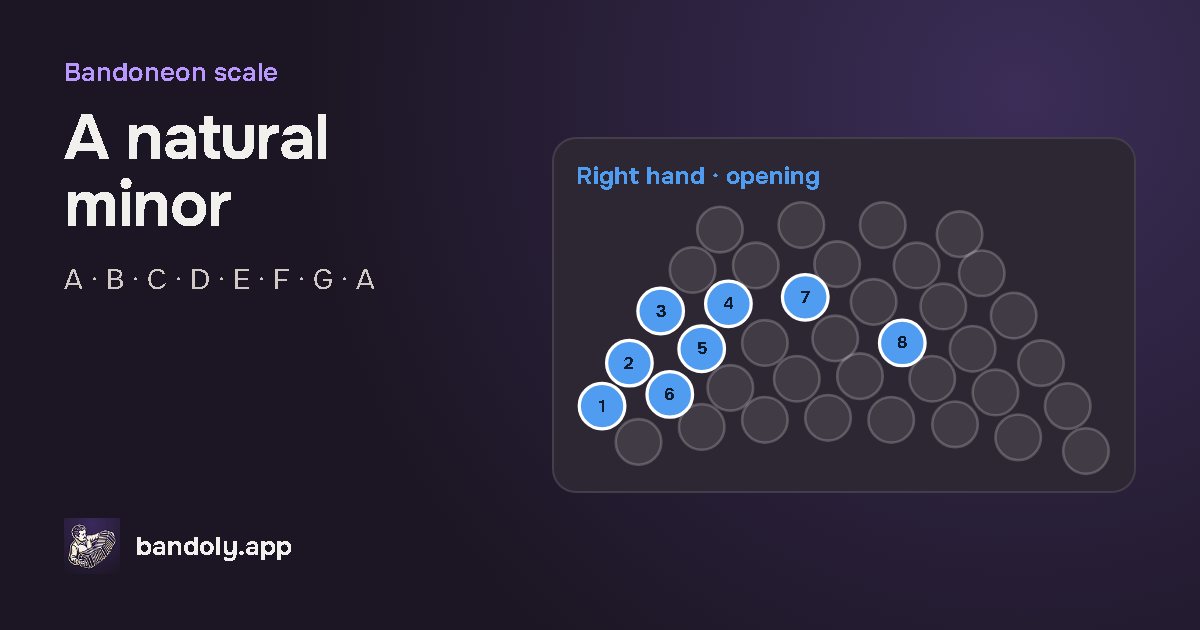 Bandoneon scale
A natural
minor
A · B · C · D · E · F · G · A
Right hand · opening
3
4
7
2
5
8
1
6
bandoly.app